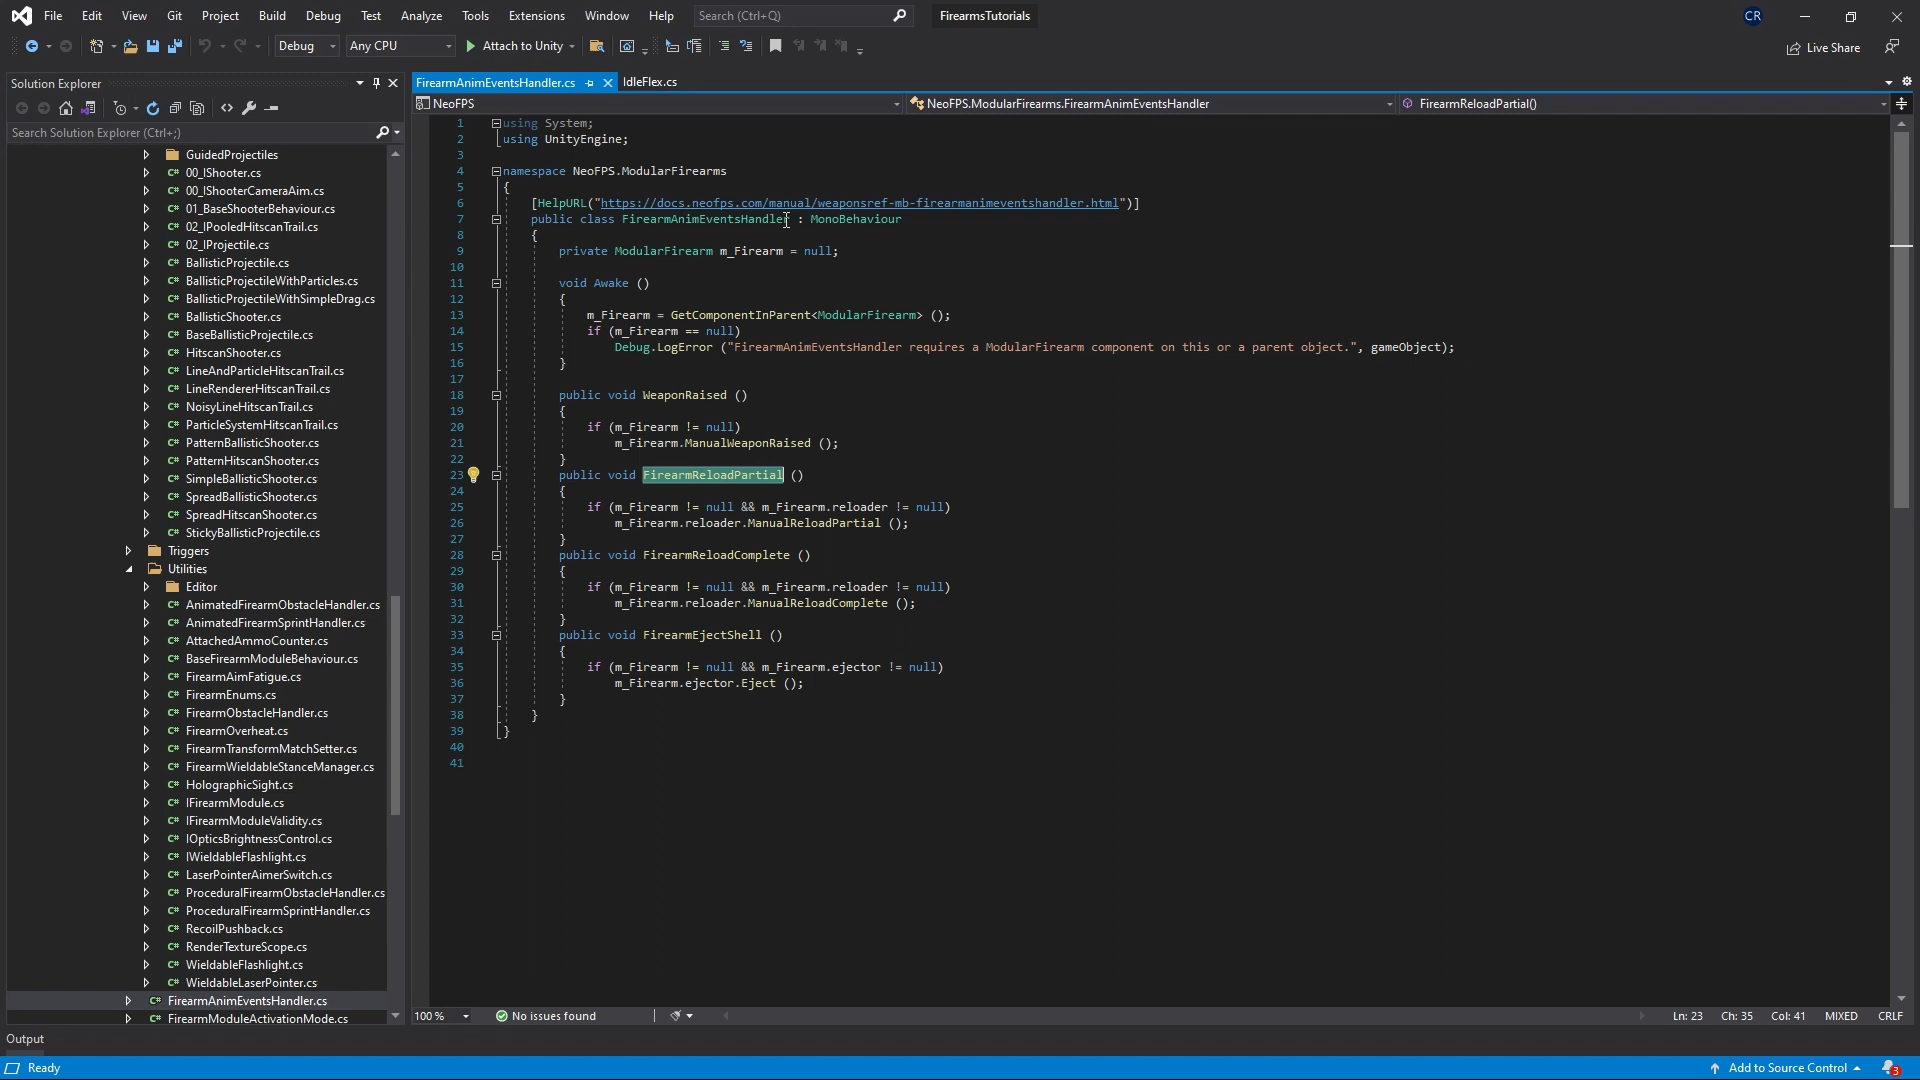 File Edit View Git Project Build Debug Test Analyze Tools Extensions Window Help Search (Ctrl+Q) FirearmsTutorials CR
Debug Any CPU Attach to Unity Live Share
Solution Explorer
Search Solution Explorer (Ctrl+;)
GuidedProjectiles
C# 00_IShooter.cs
C# 00_IShooterCameraAim.cs
C# 01_BaseShooterBehaviour.cs
C# 02_IPooledHitscanTrail.cs
C# 02_IProjectile.cs
C# BallisticProjectile.cs
C# BallisticProjectileWithParticles.cs
C# BallisticProjectileWithSimpleDrag.cs
C# BallisticShooter.cs
C# BaseBallisticProjectile.cs
C# HitscanShooter.cs
C# LineAndParticleHitscanTrail.cs
C# LineRendererHitscanTrail.cs
C# NoisyLineHitscanTrail.cs
C# ParticleSystemHitscanTrail.cs
C# PatternBallisticShooter.cs
C# PatternHitscanShooter.cs
C# SimpleBallisticShooter.cs
C# SpreadBallisticShooter.cs
C# SpreadHitscanShooter.cs
C# StickyBallisticProjectile.cs
Triggers
Utilities
Editor
C# AnimatedFirearmObstacleHandler.cs
C# AnimatedFirearmSprintHandler.cs
C# AttachedAmmoCounter.cs
C# BaseFirearmModuleBehaviour.cs
C# FirearmAimFatigue.cs
C# FirearmEnums.cs
C# FirearmObstacleHandler.cs
C# FirearmOverheat.cs
C# FirearmTransformMatchSetter.cs
C# FirearmWieldableStanceManager.cs
C# HolographicSight.cs
C# IFirearmModule.cs
C# IFirearmModuleValidity.cs
C# IOpticsBrightnessControl.cs
C# IWieldableFlashlight.cs
C# LaserPointerAimerSwitch.cs
C# ProceduralFirearmObstacleHandler.cs
C# ProceduralFirearmSprintHandler.cs
C# RecoilPushback.cs
C# RenderTextureScope.cs
C# WieldableFlashlight.cs
C# WieldableLaserPointer.cs
C# FirearmAnimEventsHandler.cs
C# FirearmModuleActivationMode.cs
FirearmAnimEventsHandler.cs IdleFlex.cs
NeoFPS NeoFPS.ModularFirearms.FirearmAnimEventsHandler FirearmReloadPartial()
1 using System;
2 using UnityEngine;
3
4 namespace NeoFPS.ModularFirearms
5 {
6 [HelpURL("https://docs.neofps.com/manual/weaponsref-mb-firearmanimeventshandler.html")]
7 public class FirearmAnimEventsHandler : MonoBehaviour
8 {
9 private ModularFirearm m_Firearm = null;
10
11 void Awake ()
12 {
13 m_Firearm = GetComponentInParent<ModularFirearm> ();
14 if (m_Firearm == null)
15 Debug.LogError ("FirearmAnimEventsHandler requires a ModularFirearm component on this or a parent object.", gameObject);
16 }
17
18 public void WeaponRaised ()
19 {
20 if (m_Firearm != null)
21 m_Firearm.ManualWeaponRaised ();
22 }
23 public void FirearmReloadPartial ()
24 {
25 if (m_Firearm != null && m_Firearm.reloader != null)
26 m_Firearm.reloader.ManualReloadPartial ();
27 }
28 public void FirearmReloadComplete ()
29 {
30 if (m_Firearm != null && m_Firearm.reloader != null)
31 m_Firearm.reloader.ManualReloadComplete ();
32 }
33 public void FirearmEjectShell ()
34 {
35 if (m_Firearm != null && m_Firearm.ejector != null)
36 m_Firearm.ejector.Eject ();
37 }
38 }
39 }
40
41
100 % No issues found Ln: 23 Ch: 35 Col: 41 MIXED CRLF
Output
Ready Add to Source Control 3